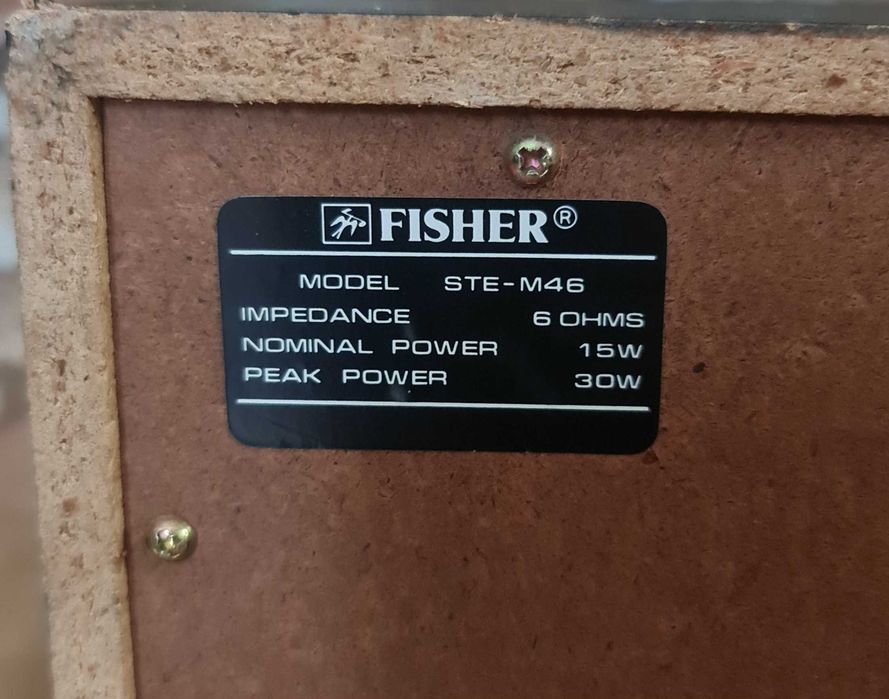 FISHER®
MODEL STE-M46
IMPEDANCE 6 OHMS
NOMINAL POWER 15W
PEAK POWER 30W